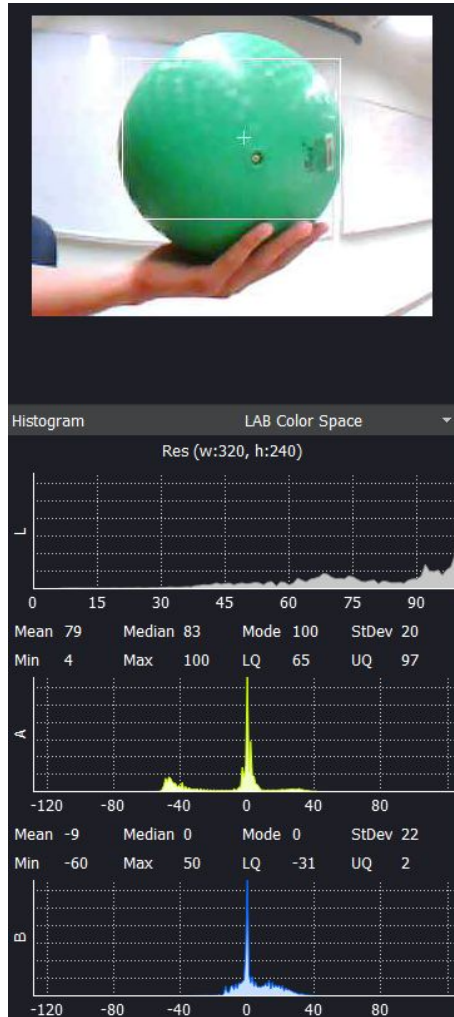 Histogram LAB Color Space
Res (w:320, h:240)
L
0 15 30 45 60 75 90
Mean 79 Median 83 Mode 100 StDev 20
Min 4 Max 100 LQ 65 UQ 97
A
-120 -80 -40 0 40 80
Mean -9 Median 0 Mode 0 StDev 22
Min -60 Max 50 LQ -31 UQ 2
B
-120 -80 -40 0 40 80